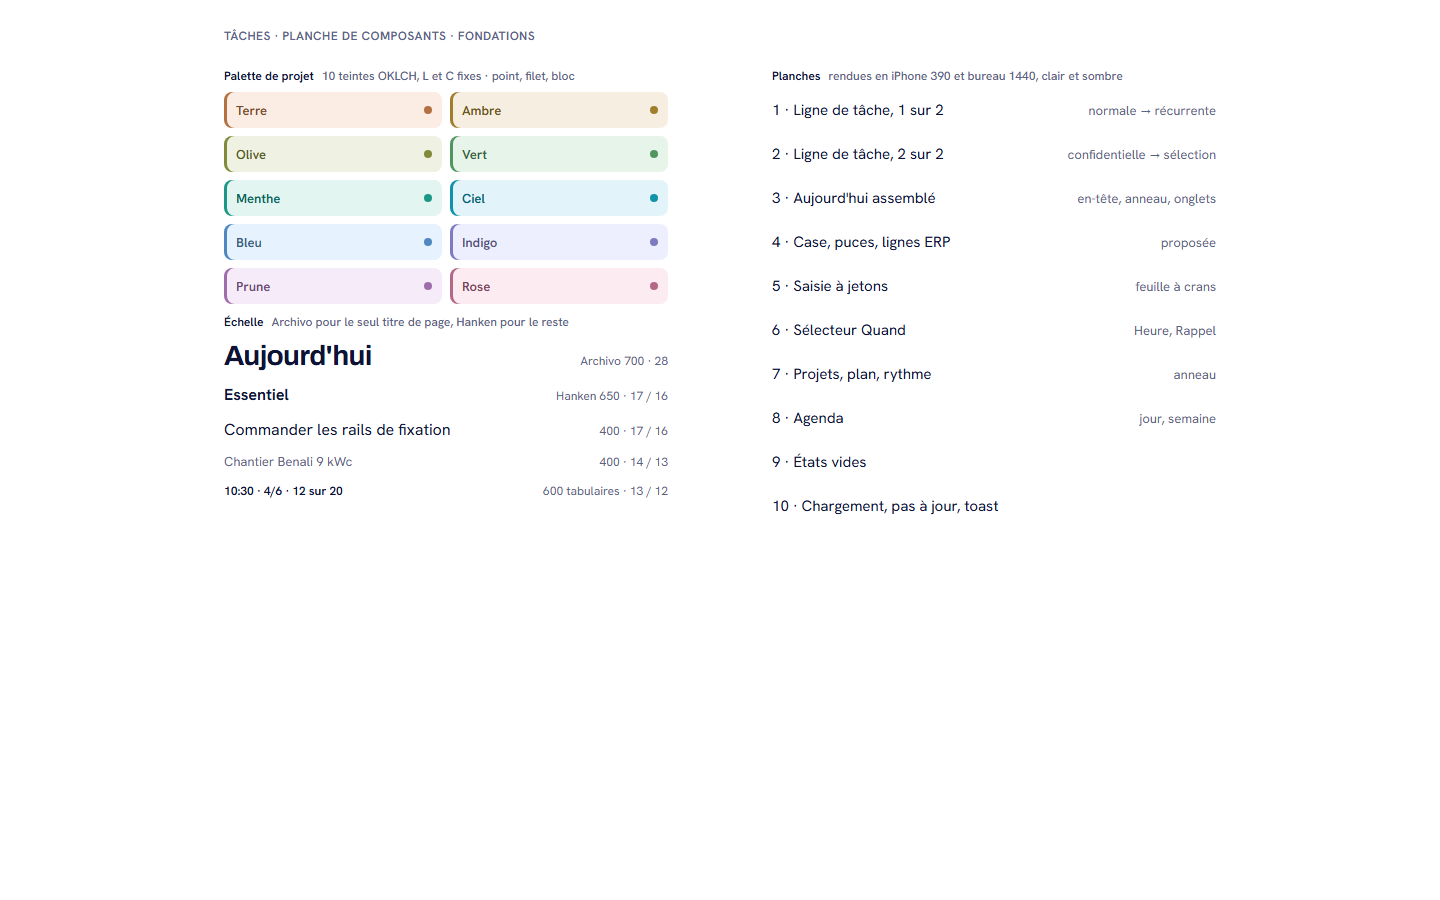 TÂCHES · PLANCHE DE COMPOSANTS · FONDATIONS
Palette de projet 10 teintes OKLCH, L et C fixes · point, filet, bloc
Terre
Ambre
Olive
Vert
Menthe
Ciel
Bleu
Indigo
Prune
Rose
Échelle Archivo pour le seul titre de page, Hanken pour le reste
Aujourd'hui Archivo 700 · 28
Essentiel Hanken 650 · 17 / 16
Commander les rails de fixation 400 · 17 / 16
Chantier Benali 9 kWc 400 · 14 / 13
10:30 · 4/6 · 12 sur 20 600 tabulaires · 13 / 12
Planches rendues en iPhone 390 et bureau 1440, clair et sombre
1 · Ligne de tâche, 1 sur 2 normale → récurrente
2 · Ligne de tâche, 2 sur 2 confidentielle → sélection
3 · Aujourd'hui assemblé en-tête, anneau, onglets
4 · Case, puces, lignes ERP proposée
5 · Saisie à jetons feuille à crans
6 · Sélecteur Quand Heure, Rappel
7 · Projets, plan, rythme anneau
8 · Agenda jour, semaine
9 · États vides
10 · Chargement, pas à jour, toast